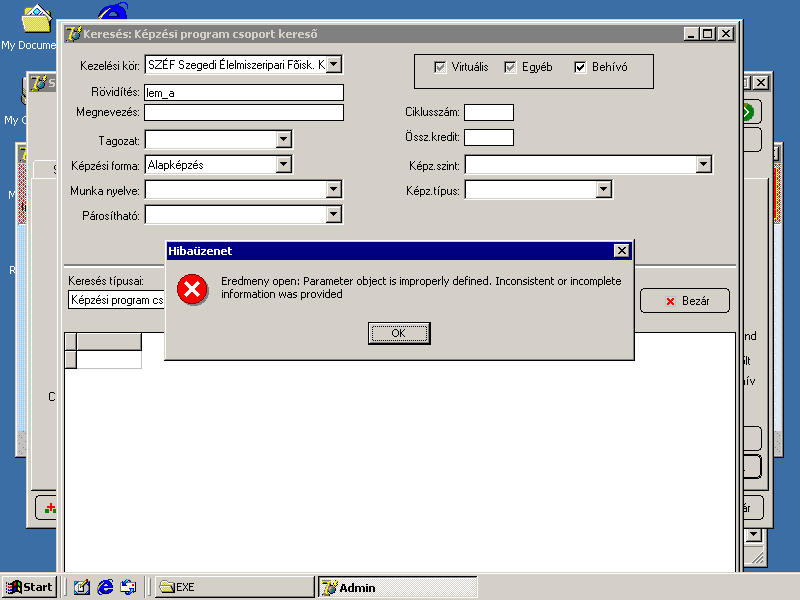 My Docume
Keresés: Képzési program csoport kereső
Kezelési kör: SZÉF Szegedi Élelmiszeripari Fõisk. K
Virtuális Egyéb Behívó
Rövidítés: lem_a
Megnevezés:
Ciklusszám:
Össz.kredit:
Tagozat:
Képzési forma: Alapképzés
Képz.szint:
Munka nyelve:
Képz.típus:
Párosítható:
Hibaüzenet
Eredmeny open: Parameter object is improperly defined. Inconsistent or incomplete
information was provided
OK
Keresés típusai:
Képzési program cs
Bezár
Start
EXE
Admin